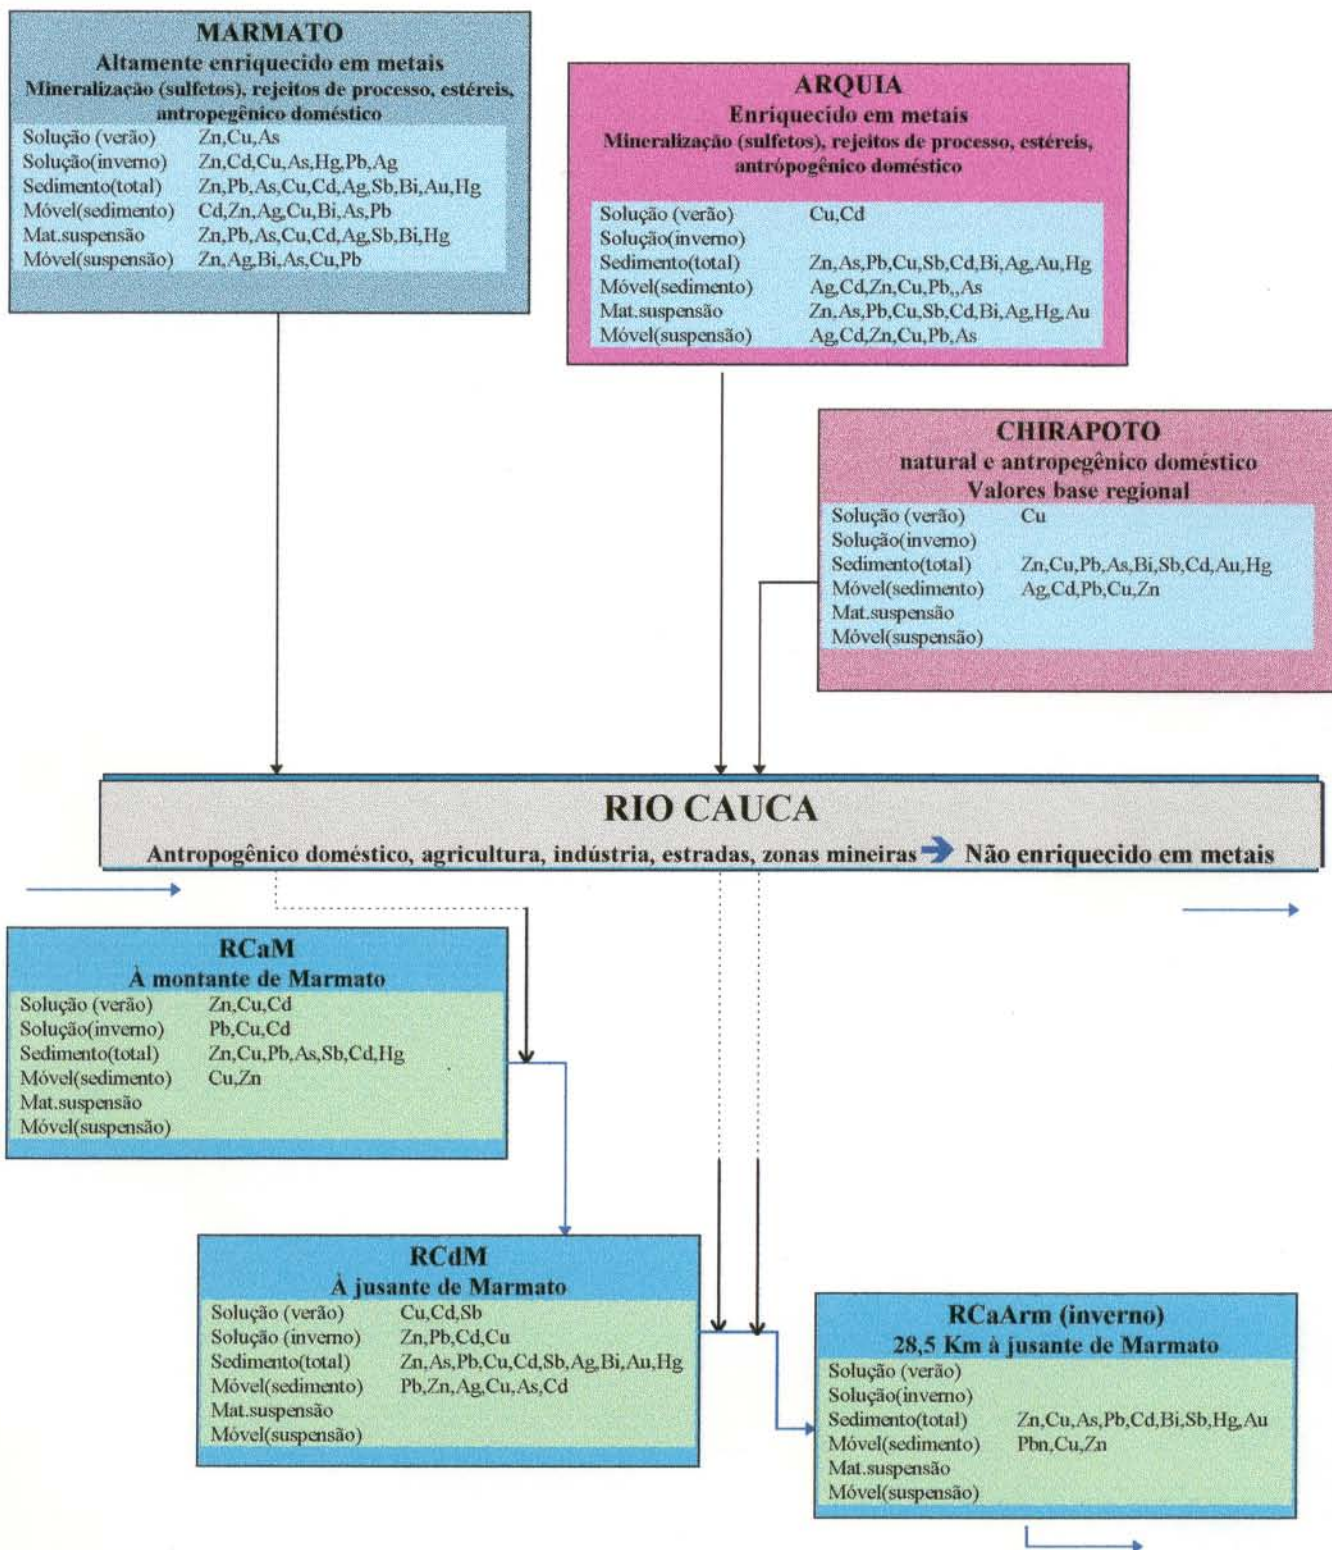 MARMATO
Altamente enriquecido em metais
Mineralização (sulfetos), rejeitos de processo, estéreis,
antropegênico doméstico
Solução (verão) Zn,Cu,As
Solução(inverno) Zn,Cd,Cu,As,Hg,Pb,Ag
Sedimento(total) Zn,Pb,As,Cu,Cd,Ag,Sb,Bi,Au,Hg
Móvel(sedimento) Cd,Zn,Ag,Cu,Bi,As,Pb
Mat.suspensão Zn,Pb,As,Cu,Cd,Ag,Sb,Bi,Hg
Móvel(suspensão) Zn,Ag,Bi,As,Cu,Pb
ARQUIA
Enriquecido em metais
Mineralização (sulfetos), rejeitos de processo, estéreis,
antrópogênico doméstico
Solução (verão) Cu,Cd
Solução(inverno)
Sedimento(total) Zn,As,Pb,Cu,Sb,Cd,Bi,Ag,Au,Hg
Móvel(sedimento) Ag,Cd,Zn,Cu,Pb,,As
Mat.suspensão Zn,As,Pb,Cu,Sb,Cd,Bi,Ag,Hg,Au
Móvel(suspensão) Ag,Cd,Zn,Cu,Pb,As
CHIRAPOTO
natural e antropegênico doméstico
Valores base regional
Solução (verão) Cu
Solução(inverno)
Sedimento(total) Zn,Cu,Pb,As,Bi,Sb,Cd,Au,Hg
Móvel(sedimento) Ag,Cd,Pb,Cu,Zn
Mat.suspensão
Móvel(suspensão)
RIO CAUCA
Antropogênico doméstico, agricultura, indústria, estradas, zonas mineiras ➔ Não enriquecido em metais
RCaM
À montante de Marmato
Solução (verão) Zn,Cu,Cd
Solução(inverno) Pb,Cu,Cd
Sedimento(total) Zn,Cu,Pb,As,Sb,Cd,Hg
Móvel(sedimento) Cu,Zn
Mat.suspensão
Móvel(suspensão)
RCdM
À jusante de Marmato
Solução (verão) Cu,Cd,Sb
Solução (inverno) Zn,Pb,Cd,Cu
Sedimento(total) Zn,As,Pb,Cu,Cd,Sb,Ag,Bi,Au,Hg
Móvel(sedimento) Pb,Zn,Ag,Cu,As,Cd
Mat.suspensão
Móvel(suspensão)
RCaArm (inverno)
28,5 Km à jusante de Marmato
Solução (verão)
Solução(inverno)
Sedimento(total) Zn,Cu,As,Pb,Cd,Bi,Sb,Hg,Au
Móvel(sedimento) Pbn,Cu,Zn
Mat.suspensão
Móvel(suspensão)